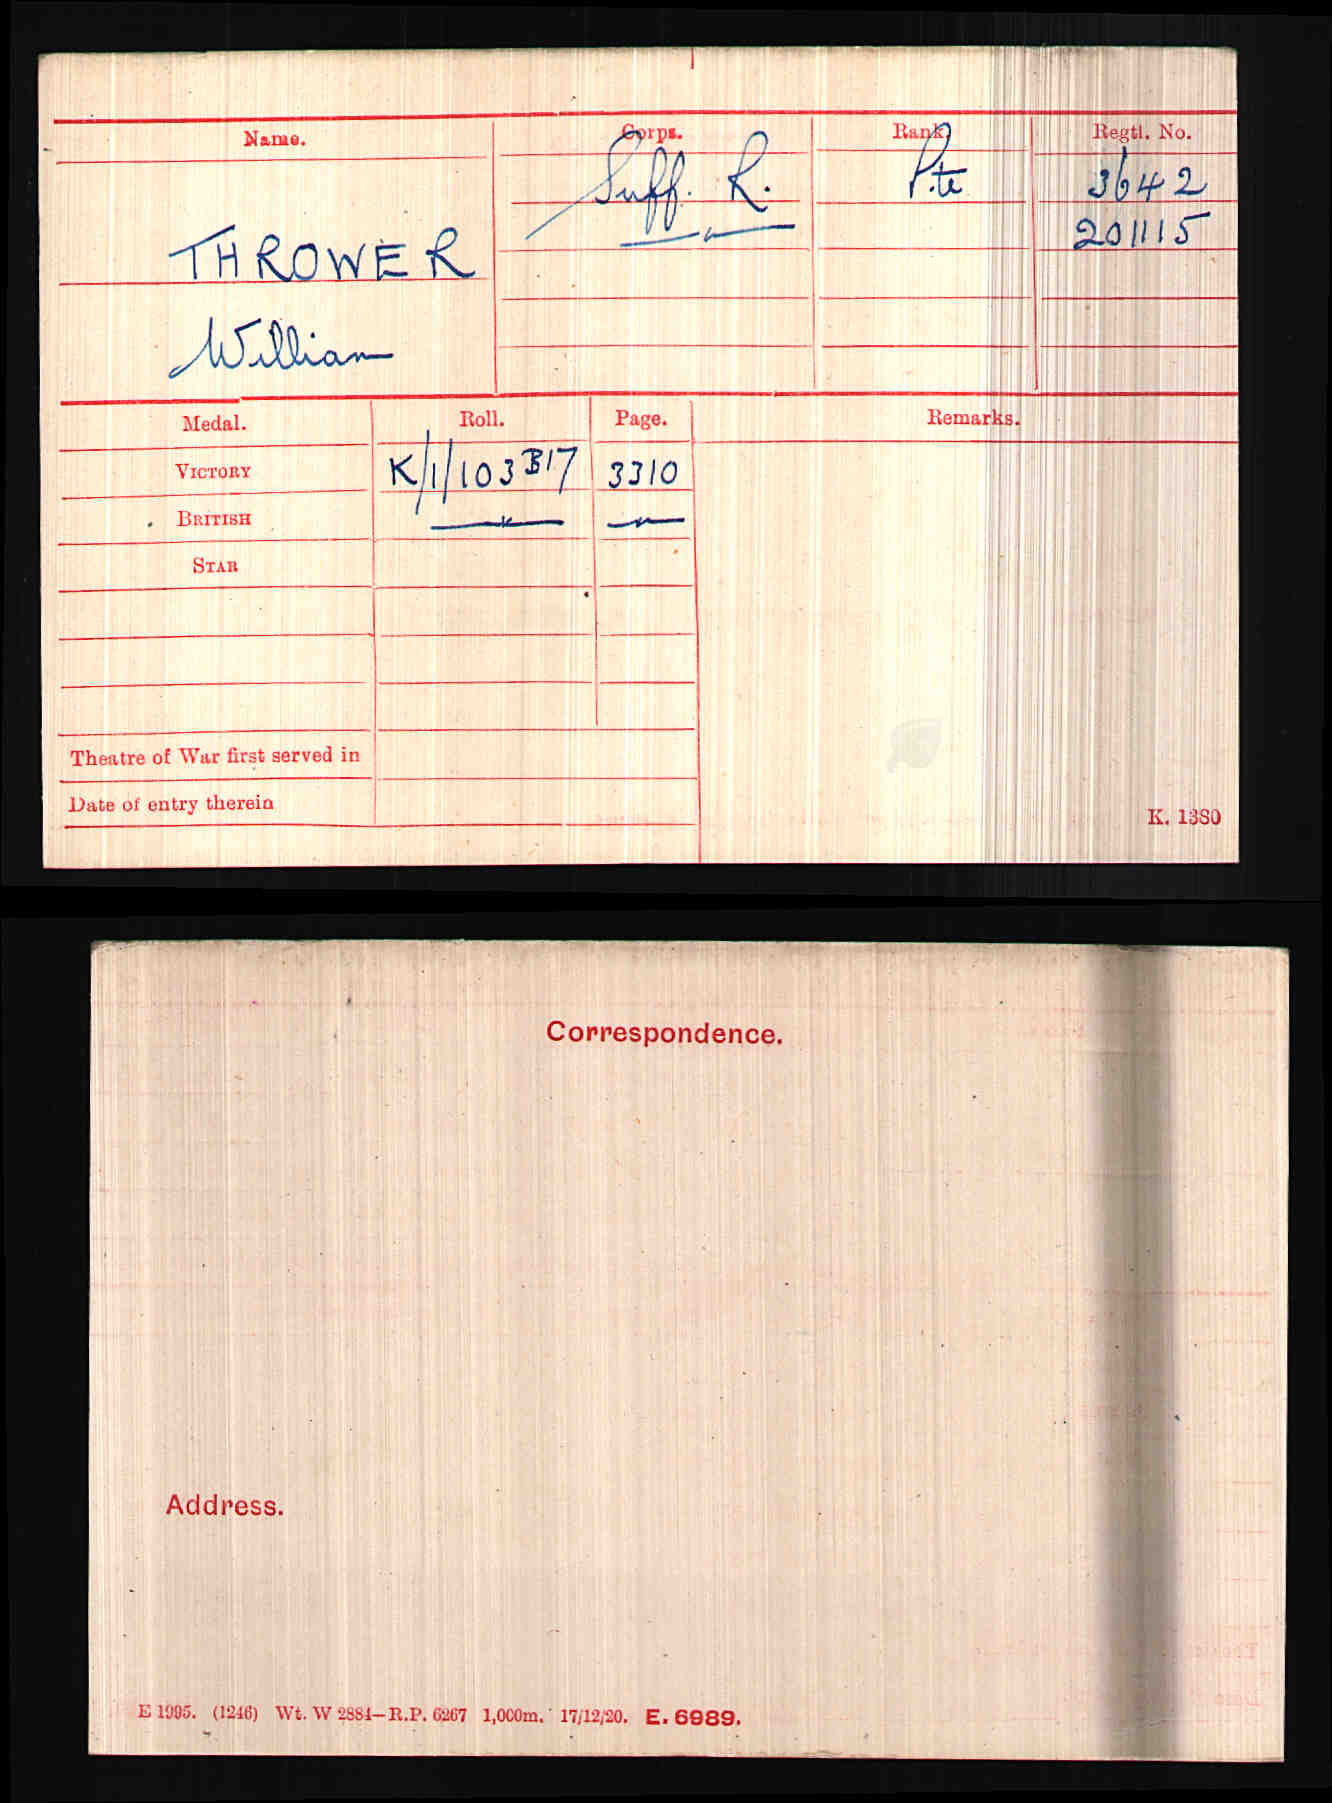 Name. Corps. Rank. Regtl. No.
Suff. R. Pte 3642
" 201115
THROWER
William
Medal. Roll. Page. Remarks.
VICTORY K/1/103B17 3310
BRITISH " "
STAR
Theatre of War first served in
Date of entry therein
K. 1380
Correspondence.
Address.
E 1995. (1246) Wt. W 2884—R.P. 6267 1,000m. 17/12/20. E. 6989.